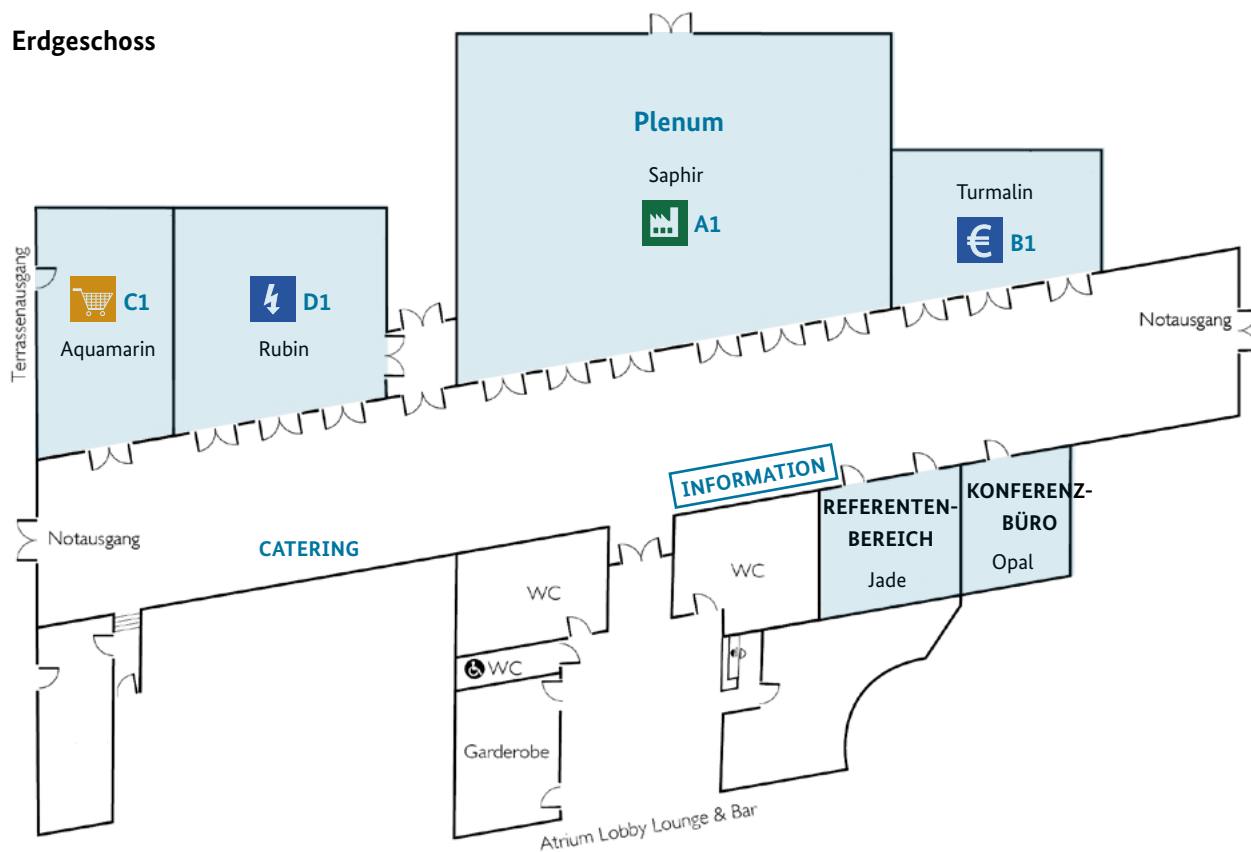 Erdgeschoss
Plenum
Saphir
A1
Turmalin
€ B1
Terrassenausgang
C1
Aquamarin
D1
Rubin
Notausgang
INFORMATION
REFERENTEN-
BEREICH
Jade
KONFERENZ-
BÜRO
Opal
Notausgang
CATERING
WC
WC
WC
Garderobe
Atrium Lobby Lounge & Bar